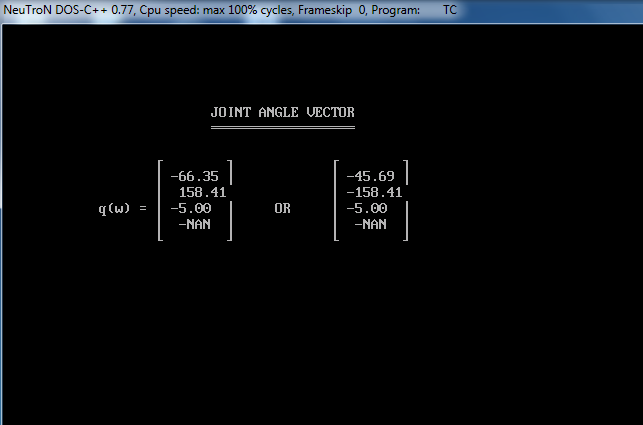 NeuTroN DOS-C++ 0.77, Cpu speed: max 100% cycles, Frameskip 0, Program: TC
JOINT ANGLE VECTOR
-66.35 -45.69
158.41 -158.41
q(w) = -5.00 OR -5.00
-NAN -NAN